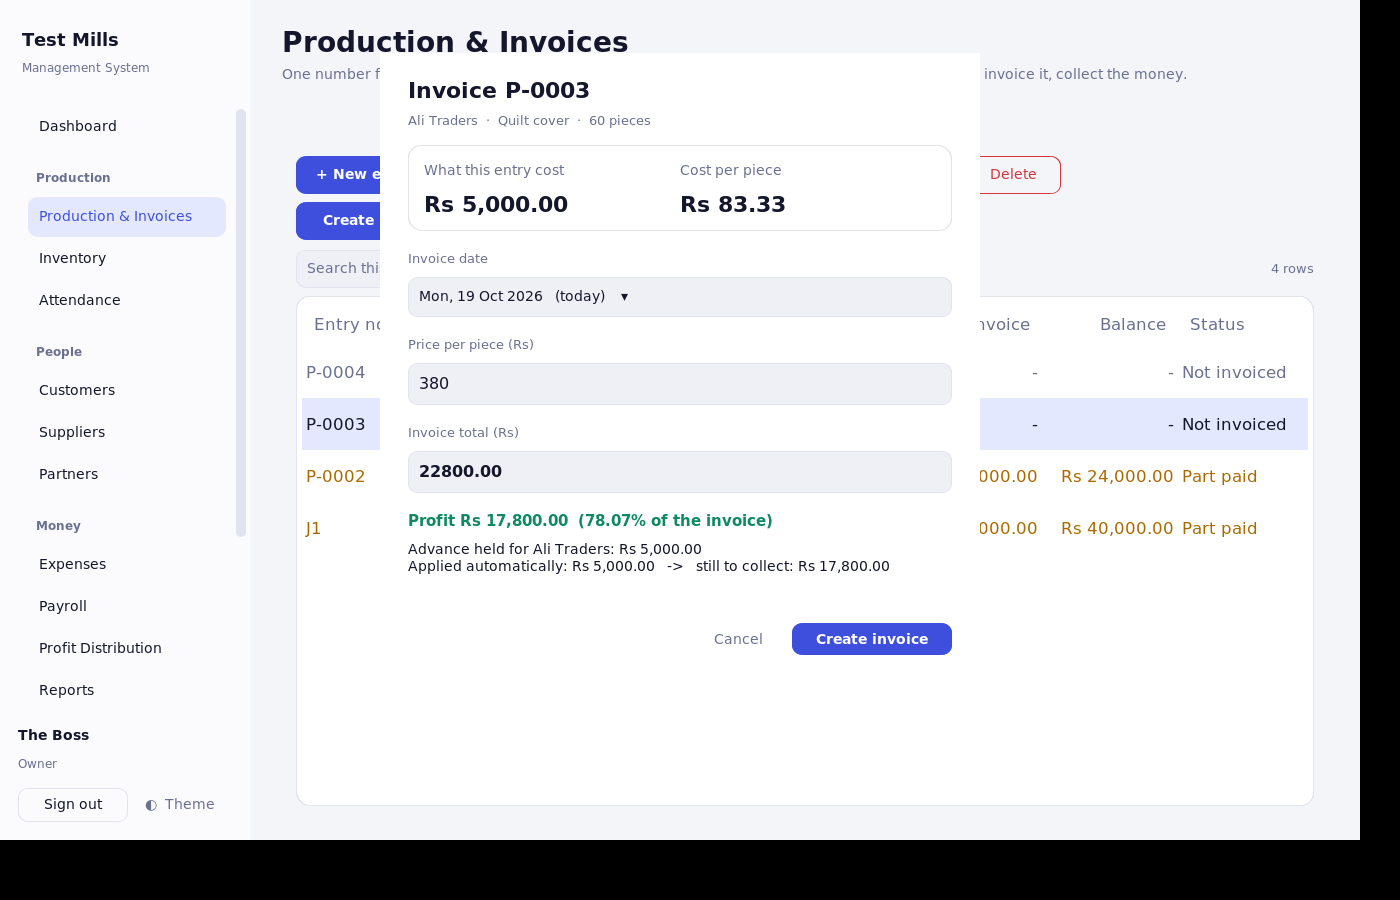 Test Mills
Management System
Dashboard
Production
Production & Invoices
Inventory
Attendance
People
Customers
Suppliers
Partners
Money
Expenses
Payroll
Profit Distribution
Reports
The Boss
Owner
Sign out
◐ Theme
Production & Invoices
One number invoice it, collect the money.
+ New
Delete
Create
Search
4 rows
Entry Balance Status
P-0004 - - Not invoiced
P-0003 - - Not invoiced
P-0002 000.00 Rs 24,000.00 Part paid
J1 000.00 Rs 40,000.00 Part paid
Invoice P-0003
Ali Traders · Quilt cover · 60 pieces
What this entry cost Cost per piece
Rs 5,000.00 Rs 83.33
Invoice date
Mon, 19 Oct 2026 (today) ▾
Price per piece (Rs)
380
Invoice total (Rs)
22800.00
Profit Rs 17,800.00 (78.07% of the invoice)
Advance held for Ali Traders: Rs 5,000.00
Applied automatically: Rs 5,000.00 -> still to collect: Rs 17,800.00
Cancel Create invoice